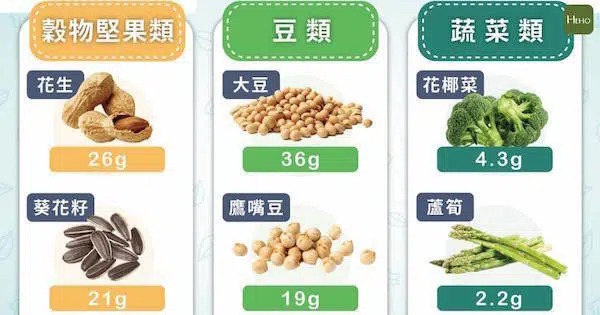 穀物堅果類
豆類
蔬菜類
HEHO
花生
26g
大豆
36g
花椰菜
4.3g
葵花籽
21g
鷹嘴豆
19g
蘆筍
2.2g